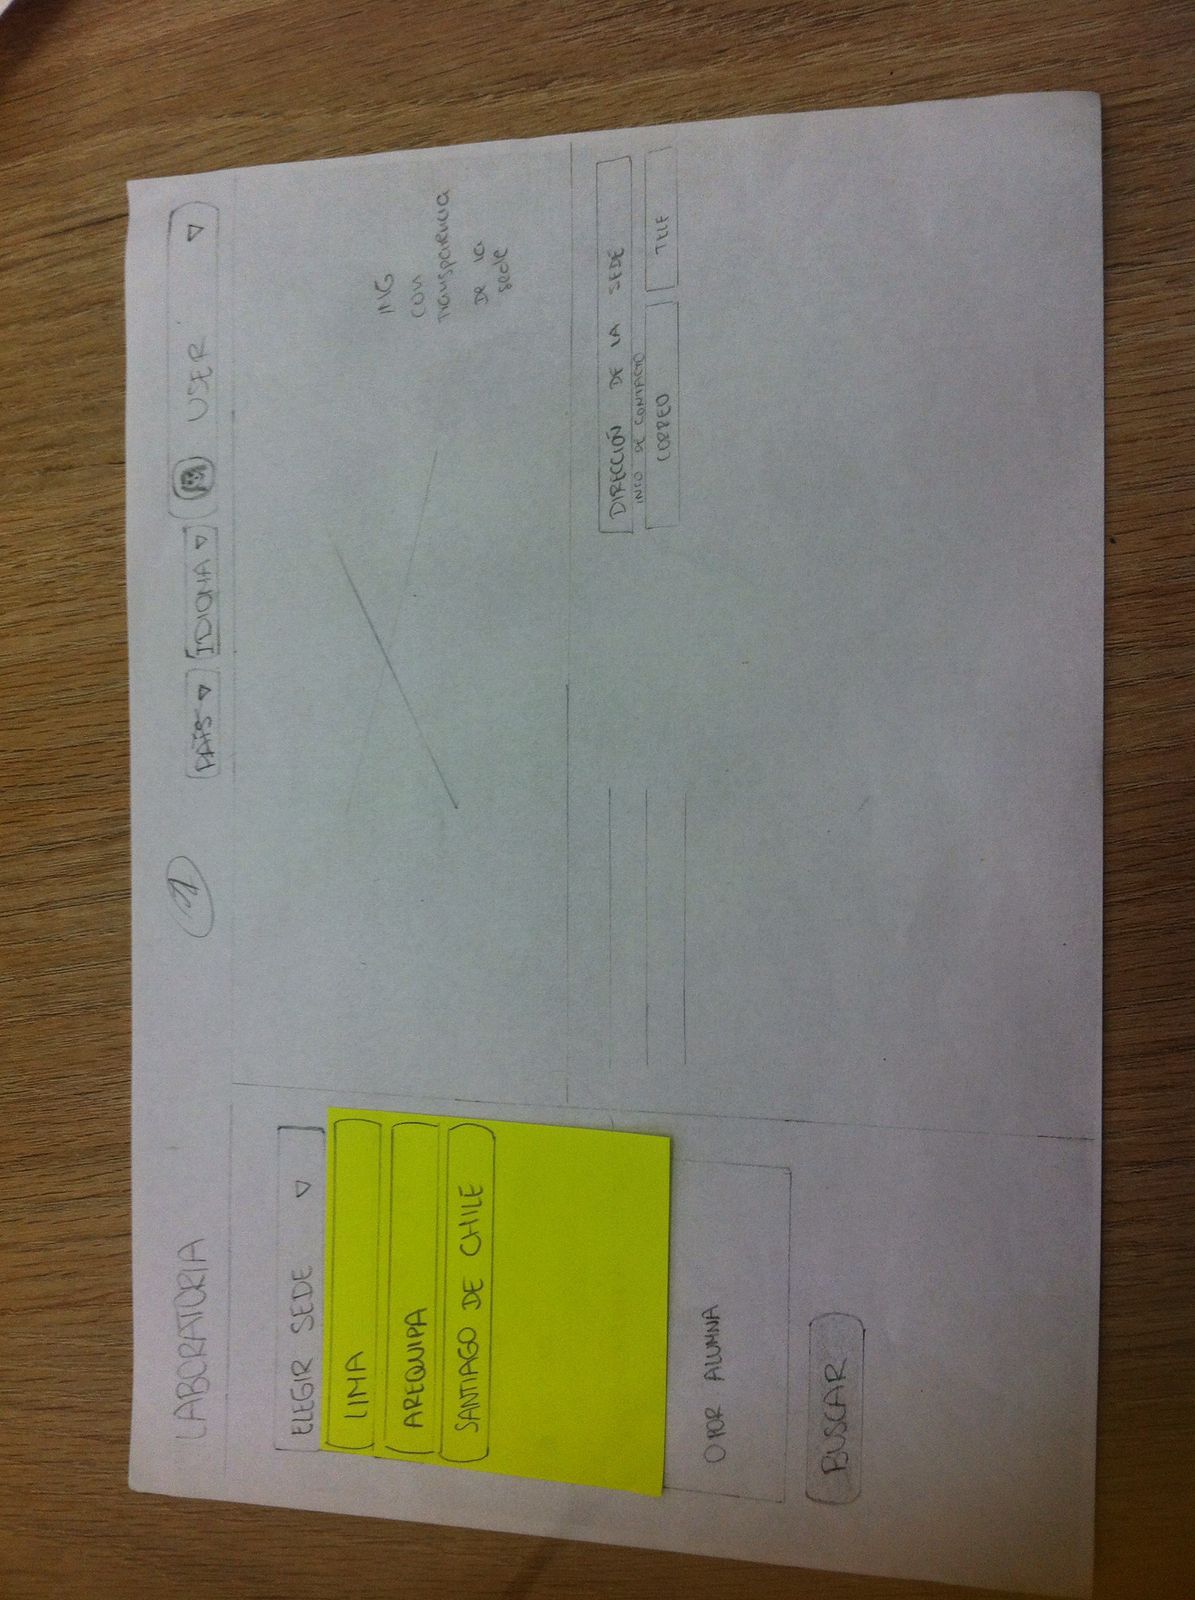 LABORATORIA
1
PAÍS
IDIOMA
USER
ELEGIR SEDE
LIMA
AREQUIPA
SANTIAGO DE CHILE
IMG
CON
transparencia
DE la
sede
DIRECCIÓN DE LA SEDE
INFO DE CONTACTO
CORREO
TELF
O POR ALUMNA
BUSCAR